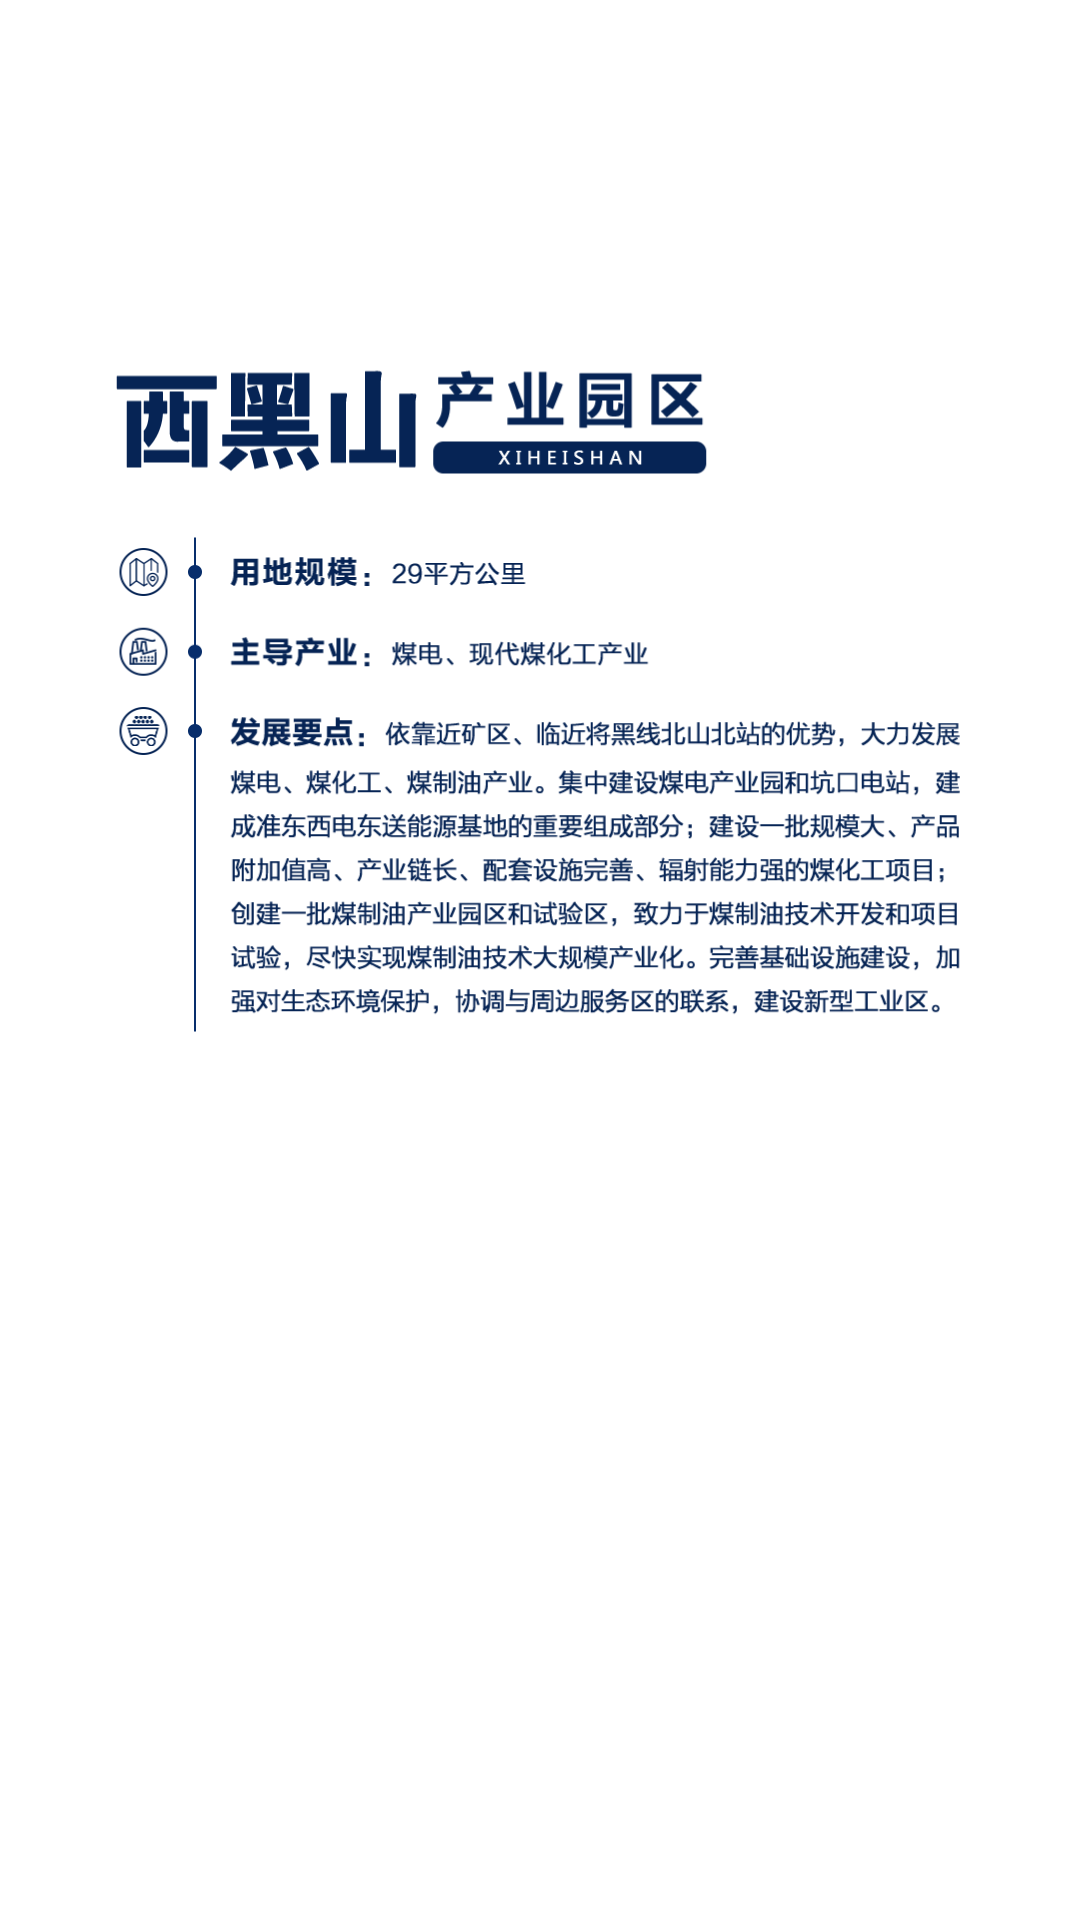 西黑山产业园区
XIHEISHAN
用地规模：29平方公里
主导产业：煤电、现代煤化工产业
发展要点：依靠近矿区、临近将黑线北山北站的优势，大力发展
煤电、煤化工、煤制油产业。集中建设煤电产业园和坑口电站，建
成准东西电东送能源基地的重要组成部分；建设一批规模大、产品
附加值高、产业链长、配套设施完善、辐射能力强的煤化工项目；
创建一批煤制油产业园区和试验区，致力于煤制油技术开发和项目
试验，尽快实现煤制油技术大规模产业化。完善基础设施建设，加
强对生态环境保护，协调与周边服务区的联系，建设新型工业区。